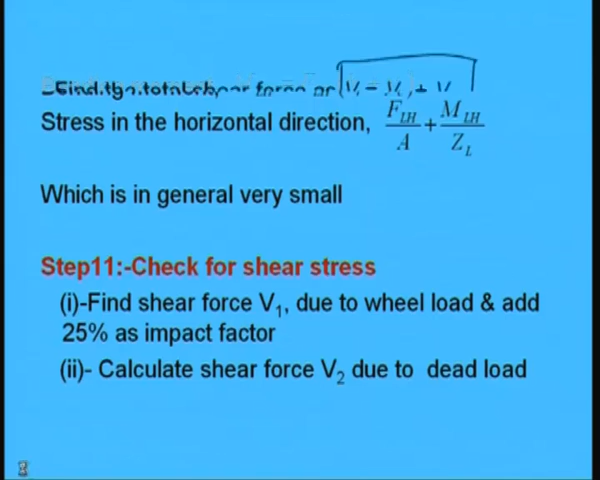 Stress in the horizontal direction, F_LH/A + M_LH/Z_L
Which is in general very small
Step11:-Check for shear stress
(i)-Find shear force V₁, due to wheel load & add
25% as impact factor
(ii)- Calculate shear force V₂ due to dead load